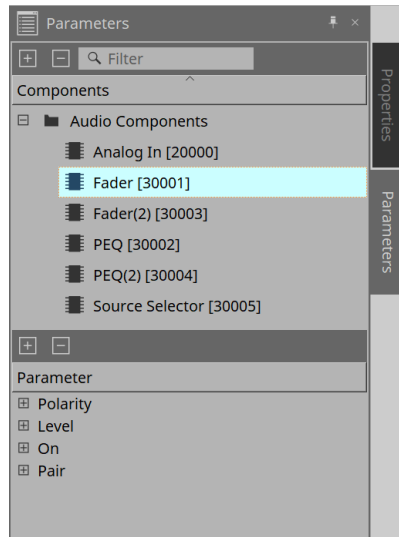 Parameters
Filter
Components
Audio Components
Analog In [20000]
Fader [30001]
Fader(2) [30003]
PEQ [30002]
PEQ(2) [30004]
Source Selector [30005]
Parameter
Polarity
Level
On
Pair
Properties
Parameters